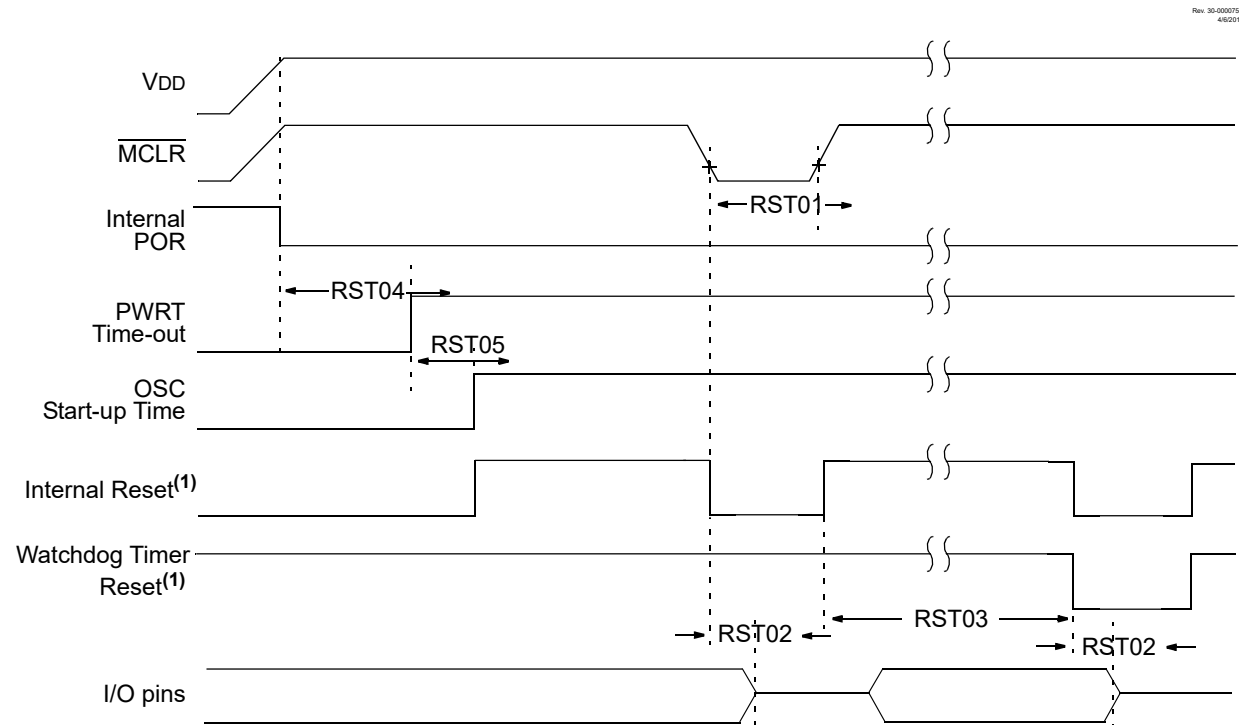 Rev. 30-000075
4/6/201
VDD
MCLR
Internal
POR
RST01
RST04
PWRT
Time-out
RST05
OSC
Start-up Time
Internal Reset(1)
Watchdog Timer
Reset(1)
RST03
RST02
RST02
I/O pins